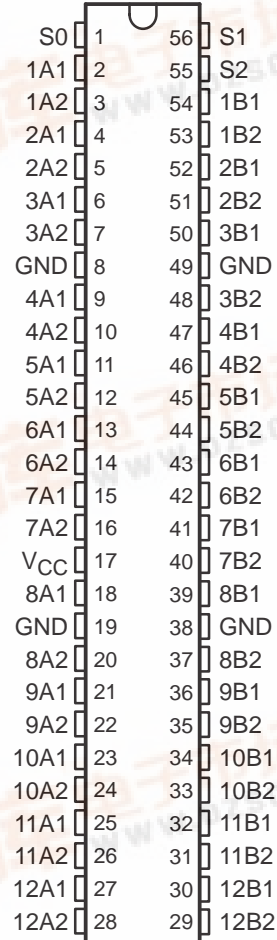 S0 1 56 S1
1A1 2 55 S2
1A2 3 54 1B1
2A1 4 53 1B2
2A2 5 52 2B1
3A1 6 51 2B2
3A2 7 50 3B1
GND 8 49 GND
4A1 9 48 3B2
4A2 10 47 4B1
5A1 11 46 4B2
5A2 12 45 5B1
6A1 13 44 5B2
6A2 14 43 6B1
7A1 15 42 6B2
7A2 16 41 7B1
VCC 17 40 7B2
8A1 18 39 8B1
GND 19 38 GND
8A2 20 37 8B2
9A1 21 36 9B1
9A2 22 35 9B2
10A1 23 34 10B1
10A2 24 33 10B2
11A1 25 32 11B1
11A2 26 31 11B2
12A1 27 30 12B1
12A2 28 29 12B2